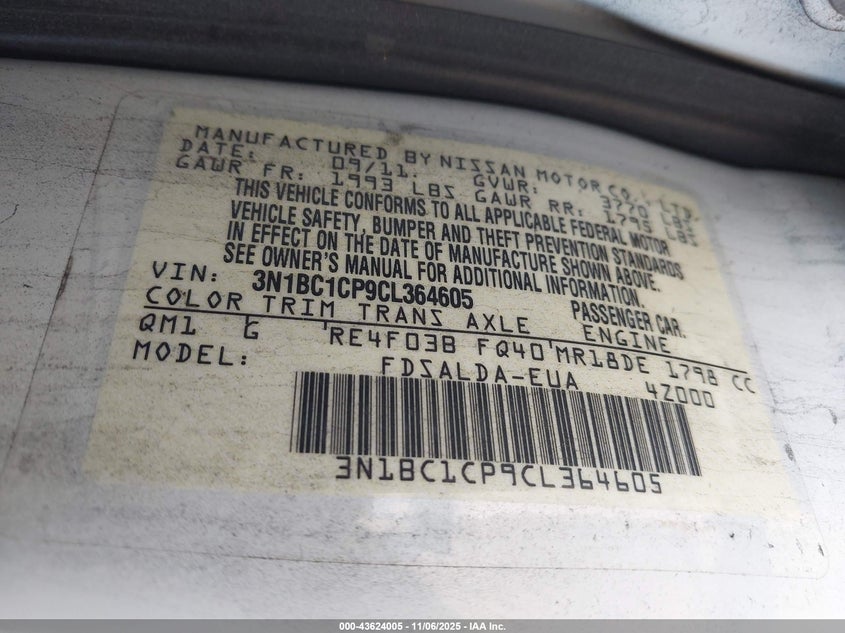 MANUFACTURED BY NISSAN MOTOR CO., LTD.
DATE: 09/11 GVWR: 3770 LBS
GAWR FR: 1993 LBS GAWR RR: 1795 LBS
THIS VEHICLE CONFORMS TO ALL APPLICABLE FEDERAL MOTOR
VEHICLE SAFETY, BUMPER AND THEFT PREVENTION STANDARDS
IN EFFECT ON THE DATE OF MANUFACTURE SHOWN ABOVE.
SEE OWNER'S MANUAL FOR ADDITIONAL INFORMATION.
VIN: 3N1BC1CP9CL364605 PASSENGER CAR.
COLOR TRIM TRANS AXLE ENGINE
QM1 G RE4F03B FQ40 MR18DE 1798 CC
MODEL: FDSALDA-EUA 4Z000
3N1BC1CP9CL364605
000-43624005 - 11/06/2025 - IAA Inc.